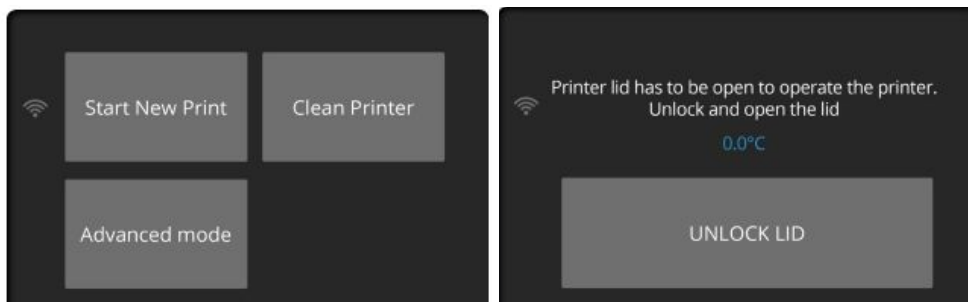 Start New Print
Clean Printer
Advanced mode
Printer lid has to be open to operate the printer.
Unlock and open the lid
0.0°C
UNLOCK LID